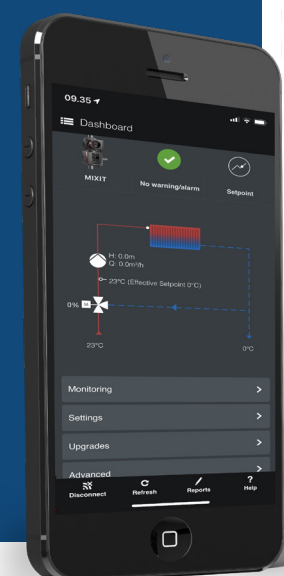 09.35
Dashboard
MIXIT
No warning/alarm
Setpoint
H: 0.0m
Q: 0.0m³/h
23°C (Effective Setpoint 0°C)
0% M
23°C
0°C
Monitoring
Settings
Upgrades
Advanced
Disconnect
Refresh
Reports
?
Help